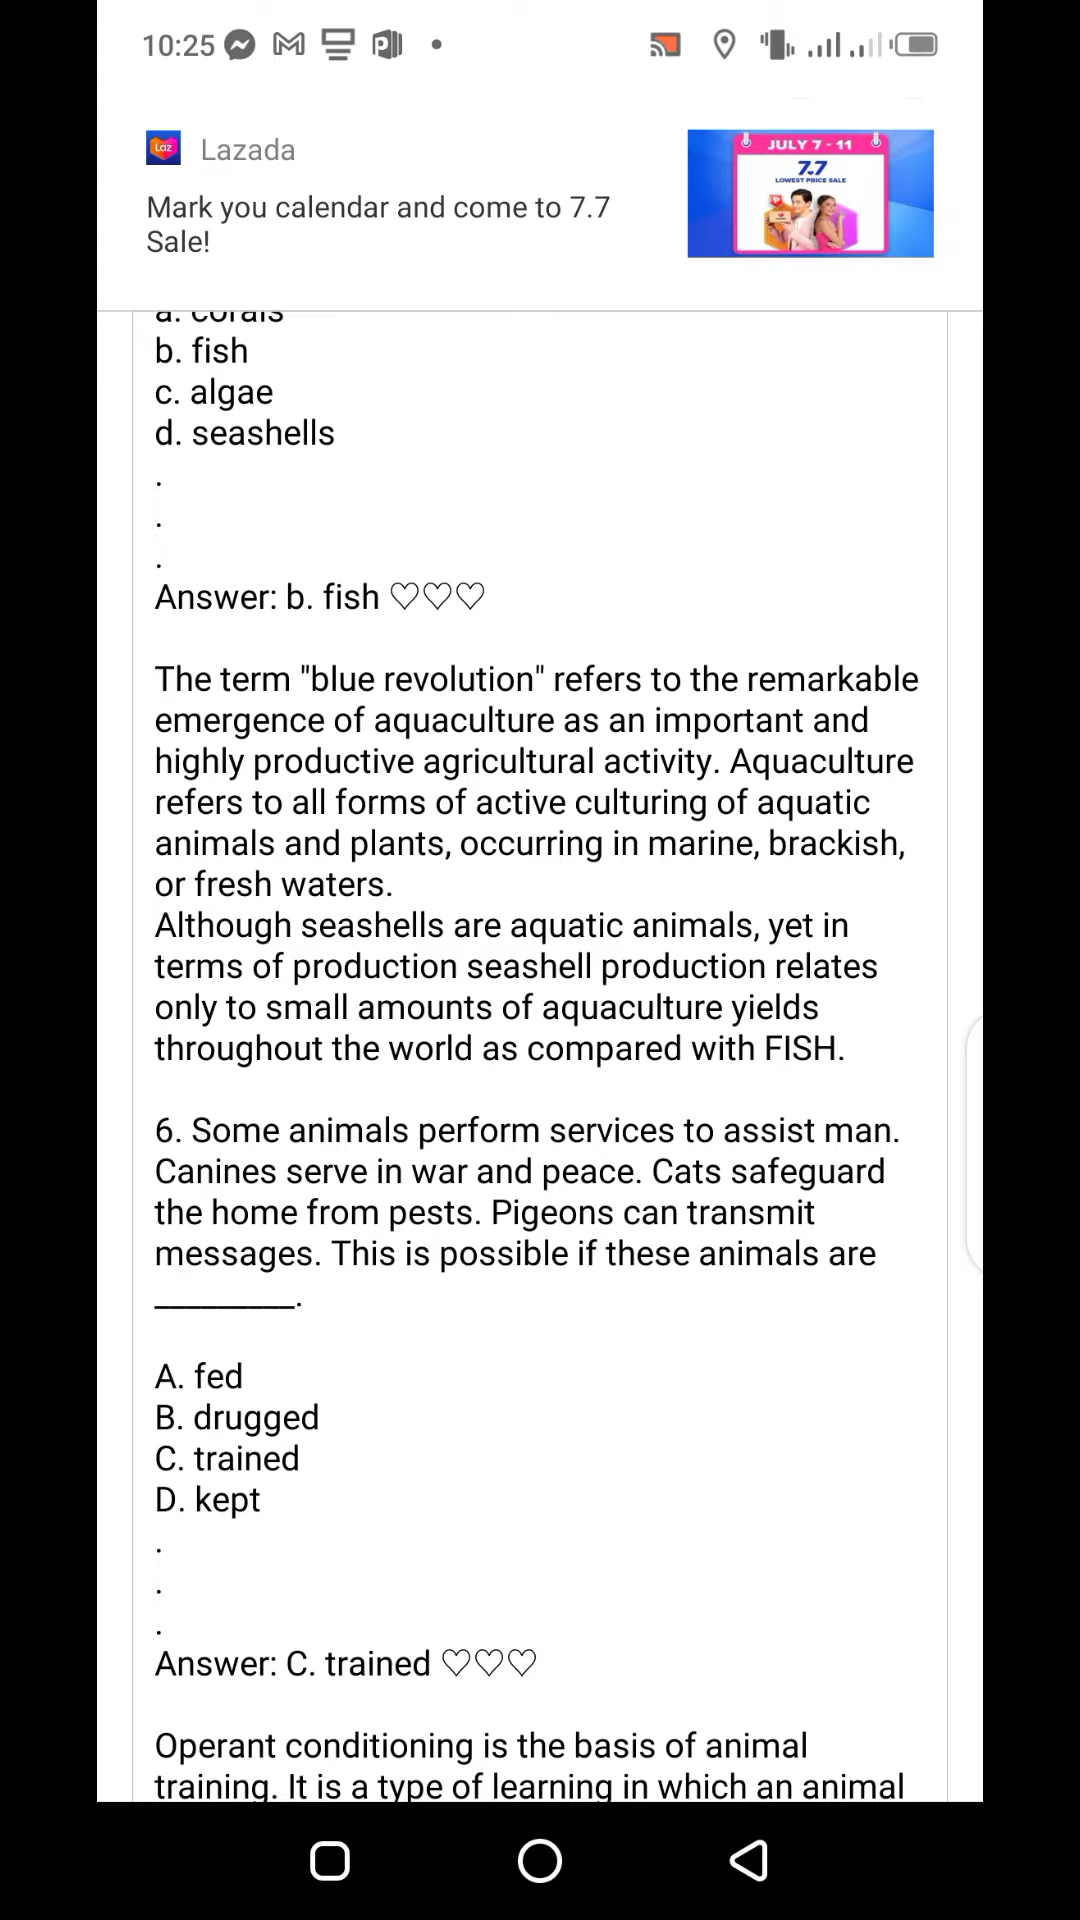 10:25
Laz
Lazada
Mark you calendar and come to 7.7
Sale!
JULY 7 - 11
7.7
LOWEST PRICE SALE
a. corals
b. fish
c. algae
d. seashells
.
.
.
Answer: b. fish ♡♡♡
The term "blue revolution" refers to the remarkable
emergence of aquaculture as an important and
highly productive agricultural activity. Aquaculture
refers to all forms of active culturing of aquatic
animals and plants, occurring in marine, brackish,
or fresh waters.
Although seashells are aquatic animals, yet in
terms of production seashell production relates
only to small amounts of aquaculture yields
throughout the world as compared with FISH.
6. Some animals perform services to assist man.
Canines serve in war and peace. Cats safeguard
the home from pests. Pigeons can transmit
messages. This is possible if these animals are
_________.
A. fed
B. drugged
C. trained
D. kept
.
.
.
Answer: C. trained ♡♡♡
Operant conditioning is the basis of animal
training. It is a type of learning in which an animal